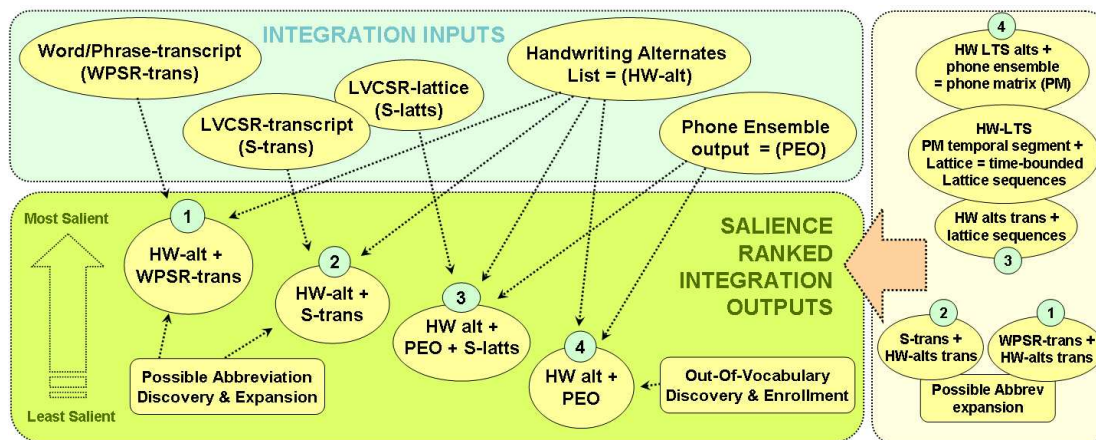 INTEGRATION INPUTS
Word/Phrase-transcript
(WPSR-trans)
LVCSR-transcript
(S-trans)
LVCSR-lattice
(S-latts)
Handwriting Alternates
List = (HW-alt)
Phone Ensemble
output = (PEO)
SALIENCE
RANKED
INTEGRATION
OUTPUTS
Most Salient
Least Salient
1
HW-alt +
WPSR-trans
2
HW-alt +
S-trans
3
HW alt +
PEO + S-latts
4
HW alt +
PEO
Possible Abbreviation
Discovery & Expansion
Out-Of-Vocabulary
Discovery & Enrollment
4
HW LTS alts +
phone ensemble
= phone matrix (PM)
HW-LTS
PM temporal segment +
Lattice = time-bounded
Lattice sequences
HW alts trans +
lattice sequences
3
2
S-trans +
HW-alts trans
1
WPSR-trans +
HW-alts trans
Possible Abbrev
expansion